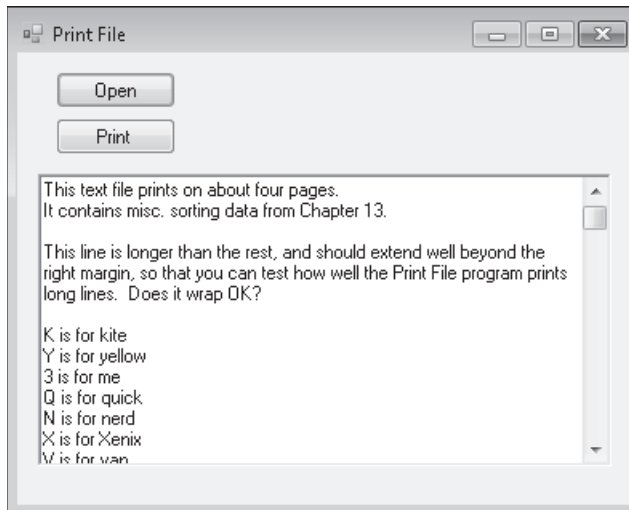 Print File
Open
Print
This text file prints on about four pages.
It contains misc. sorting data from Chapter 13.
This line is longer than the rest, and should extend well beyond the
right margin, so that you can test how well the Print File program prints
long lines.  Does it wrap OK?
K is for kite
Y is for yellow
3 is for me
Q is for quick
N is for nerd
X is for Xenix
V is for van